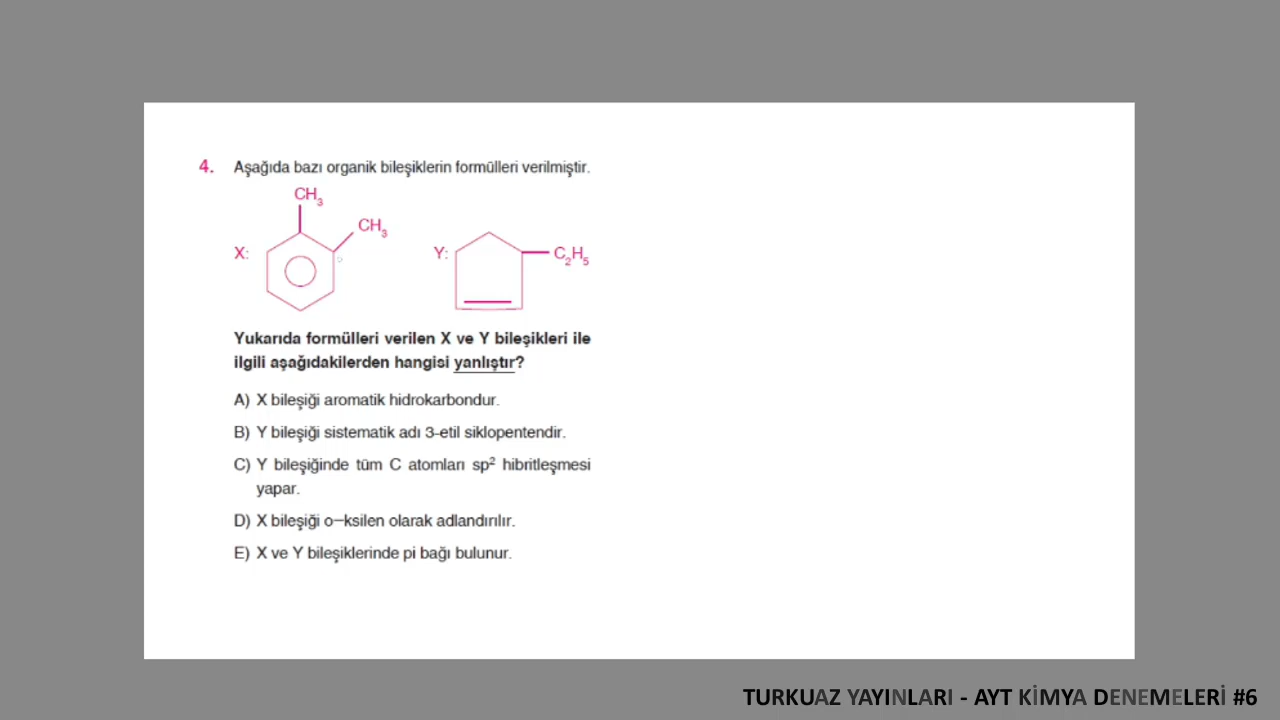 4. Aşağıda bazı organik bileşiklerin formülleri verilmiştir.
CH₃
CH₃
X:
Y:
C₂H₅
Yukarıda formülleri verilen X ve Y bileşikleri ile
ilgili aşağıdakilerden hangisi yanlıştır?
A) X bileşiği aromatik hidrokarbondur.
B) Y bileşiği sistematik adı 3-etil siklopentendir.
C) Y bileşiğinde tüm C atomları sp² hibritleşmesi
yapar.
D) X bileşiği o–ksilen olarak adlandırılır.
E) X ve Y bileşiklerinde pi bağı bulunur.
TURKUAZ YAYINLARI - AYT KİMYA DENEMELERİ #6